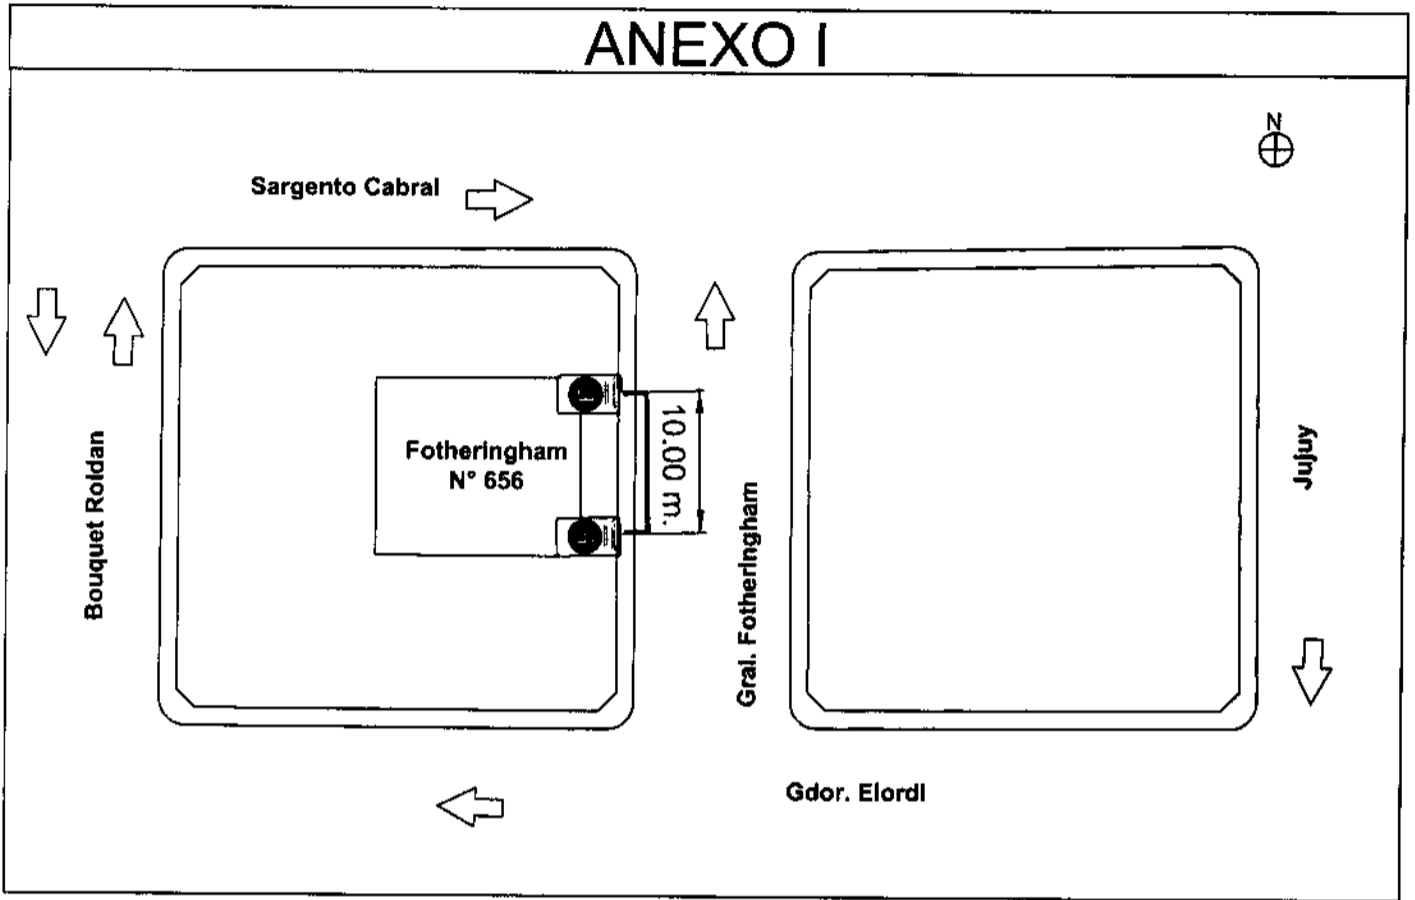 ANEXO I
N
Sargento Cabral
Bouquet Roldan
Fotheringham
N° 656
10.00 m.
Gral. Fotheringham
Jujuy
Gdor. Elordi